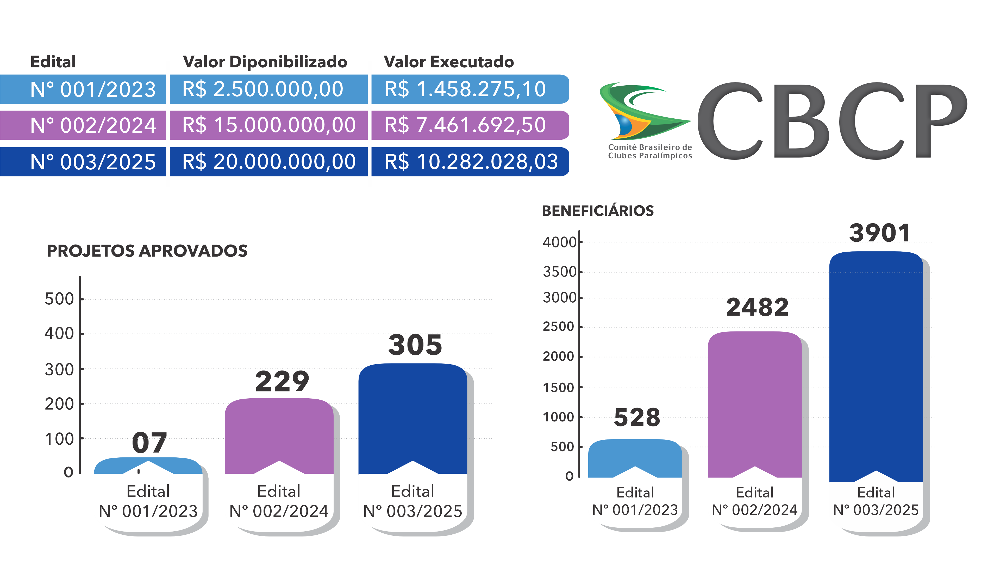 Edital Valor Diponibilizado Valor Executado
N° 001/2023 R$ 2.500.000,00 R$ 1.458.275,10
N° 002/2024 R$ 15.000.000,00 R$ 7.461.692,50
N° 003/2025 R$ 20.000.000,00 R$ 10.282.028,03
CBCP
Comitê Brasileiro de
Clubes Paralímpicos
PROJETOS APROVADOS
500
400
300
200
100
0
07
229
305
Edital
N° 001/2023
Edital
N° 002/2024
Edital
N° 003/2025
BENEFICIÁRIOS
4000
3500
3000
2500
2000
1500
1000
500
0
528
2482
3901
Edital
N° 001/2023
Edital
N° 002/2024
Edital
N° 003/2025